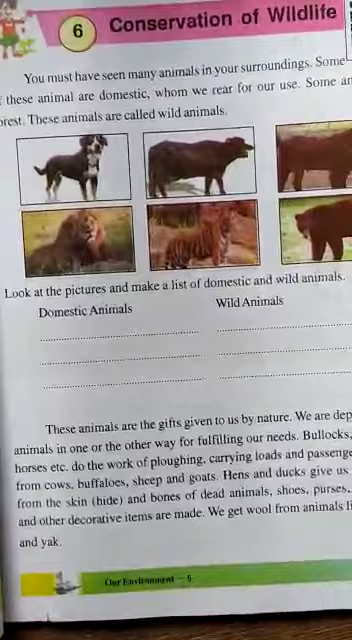 6 Conservation of Wildlife
You must have seen many animals in your surroundings. Some
these animal are domestic, whom we rear for our use. Some
These animals are called wild animals.
Look at the pictures and make a list of domestic and wild animals.
Domestic Animals Wild Animals
These animals are the gifts given to us by nature. We are
animals in one or the other way for fulfilling our needs. Bullocks,
horses etc. do the work of ploughing, carrying loads and
from cows, buffaloes, sheep and goats. Hens and ducks give us
from the skin (hide) and bones of dead animals, shoes, purses,
and other decorative items are made. We get wool from animals
and yak.
Our Environment – 6